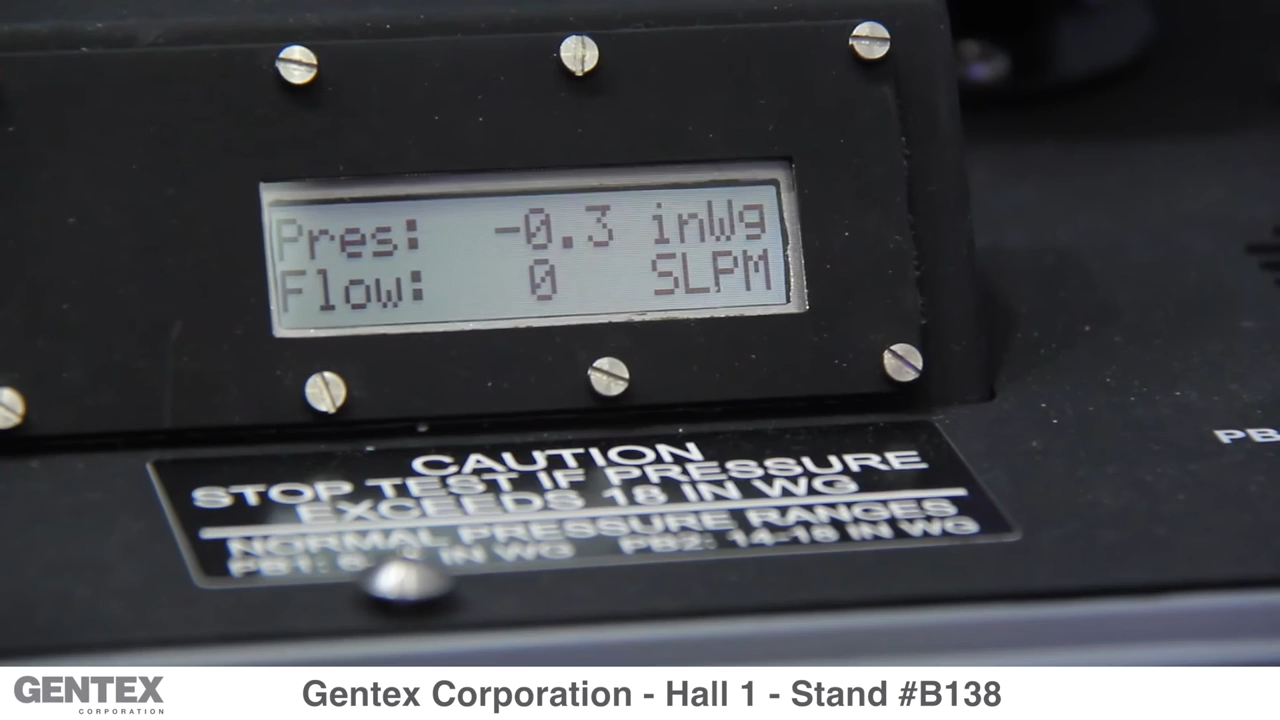 Pres: -0.3 inWg
Flow: 0 SLPM
CAUTION
STOP TEST IF PRESSURE
EXCEEDS 18 IN WG
NORMAL PRESSURE RANGES
PB1: IN WG PB2: 14-18 IN WG
PB
GENTEX
CORPORATION
Gentex Corporation - Hall 1 - Stand #B138